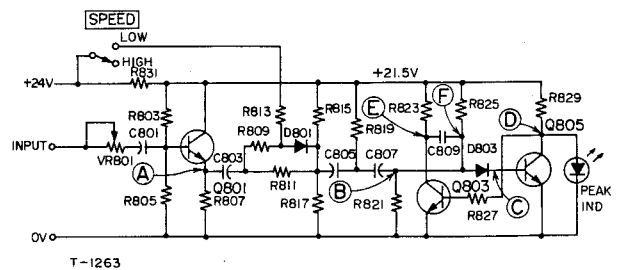 SPEED
LOW
HIGH
+24V
R831
+21.5V
R803
C801
INPUT
VR801
A
R805
R807
C803
Q801
R813
R809
D801
R811
R815
R817
R819
C805
C807
B
R821
E
R823
C809
F
R825
D803
Q803
R827
C
D
R829
Q805
PEAK
IND
0V
T-1263